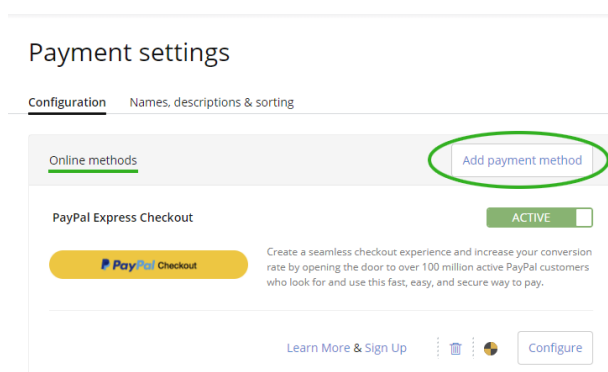 Payment settings
Configuration Names, descriptions & sorting
Online methods Add payment method
PayPal Express Checkout ACTIVE
PayPal Checkout
Create a seamless checkout experience and increase your conversion
rate by opening the door to over 100 million active PayPal customers
who look for and use this fast, easy, and secure way to pay.
Learn More & Sign Up Configure